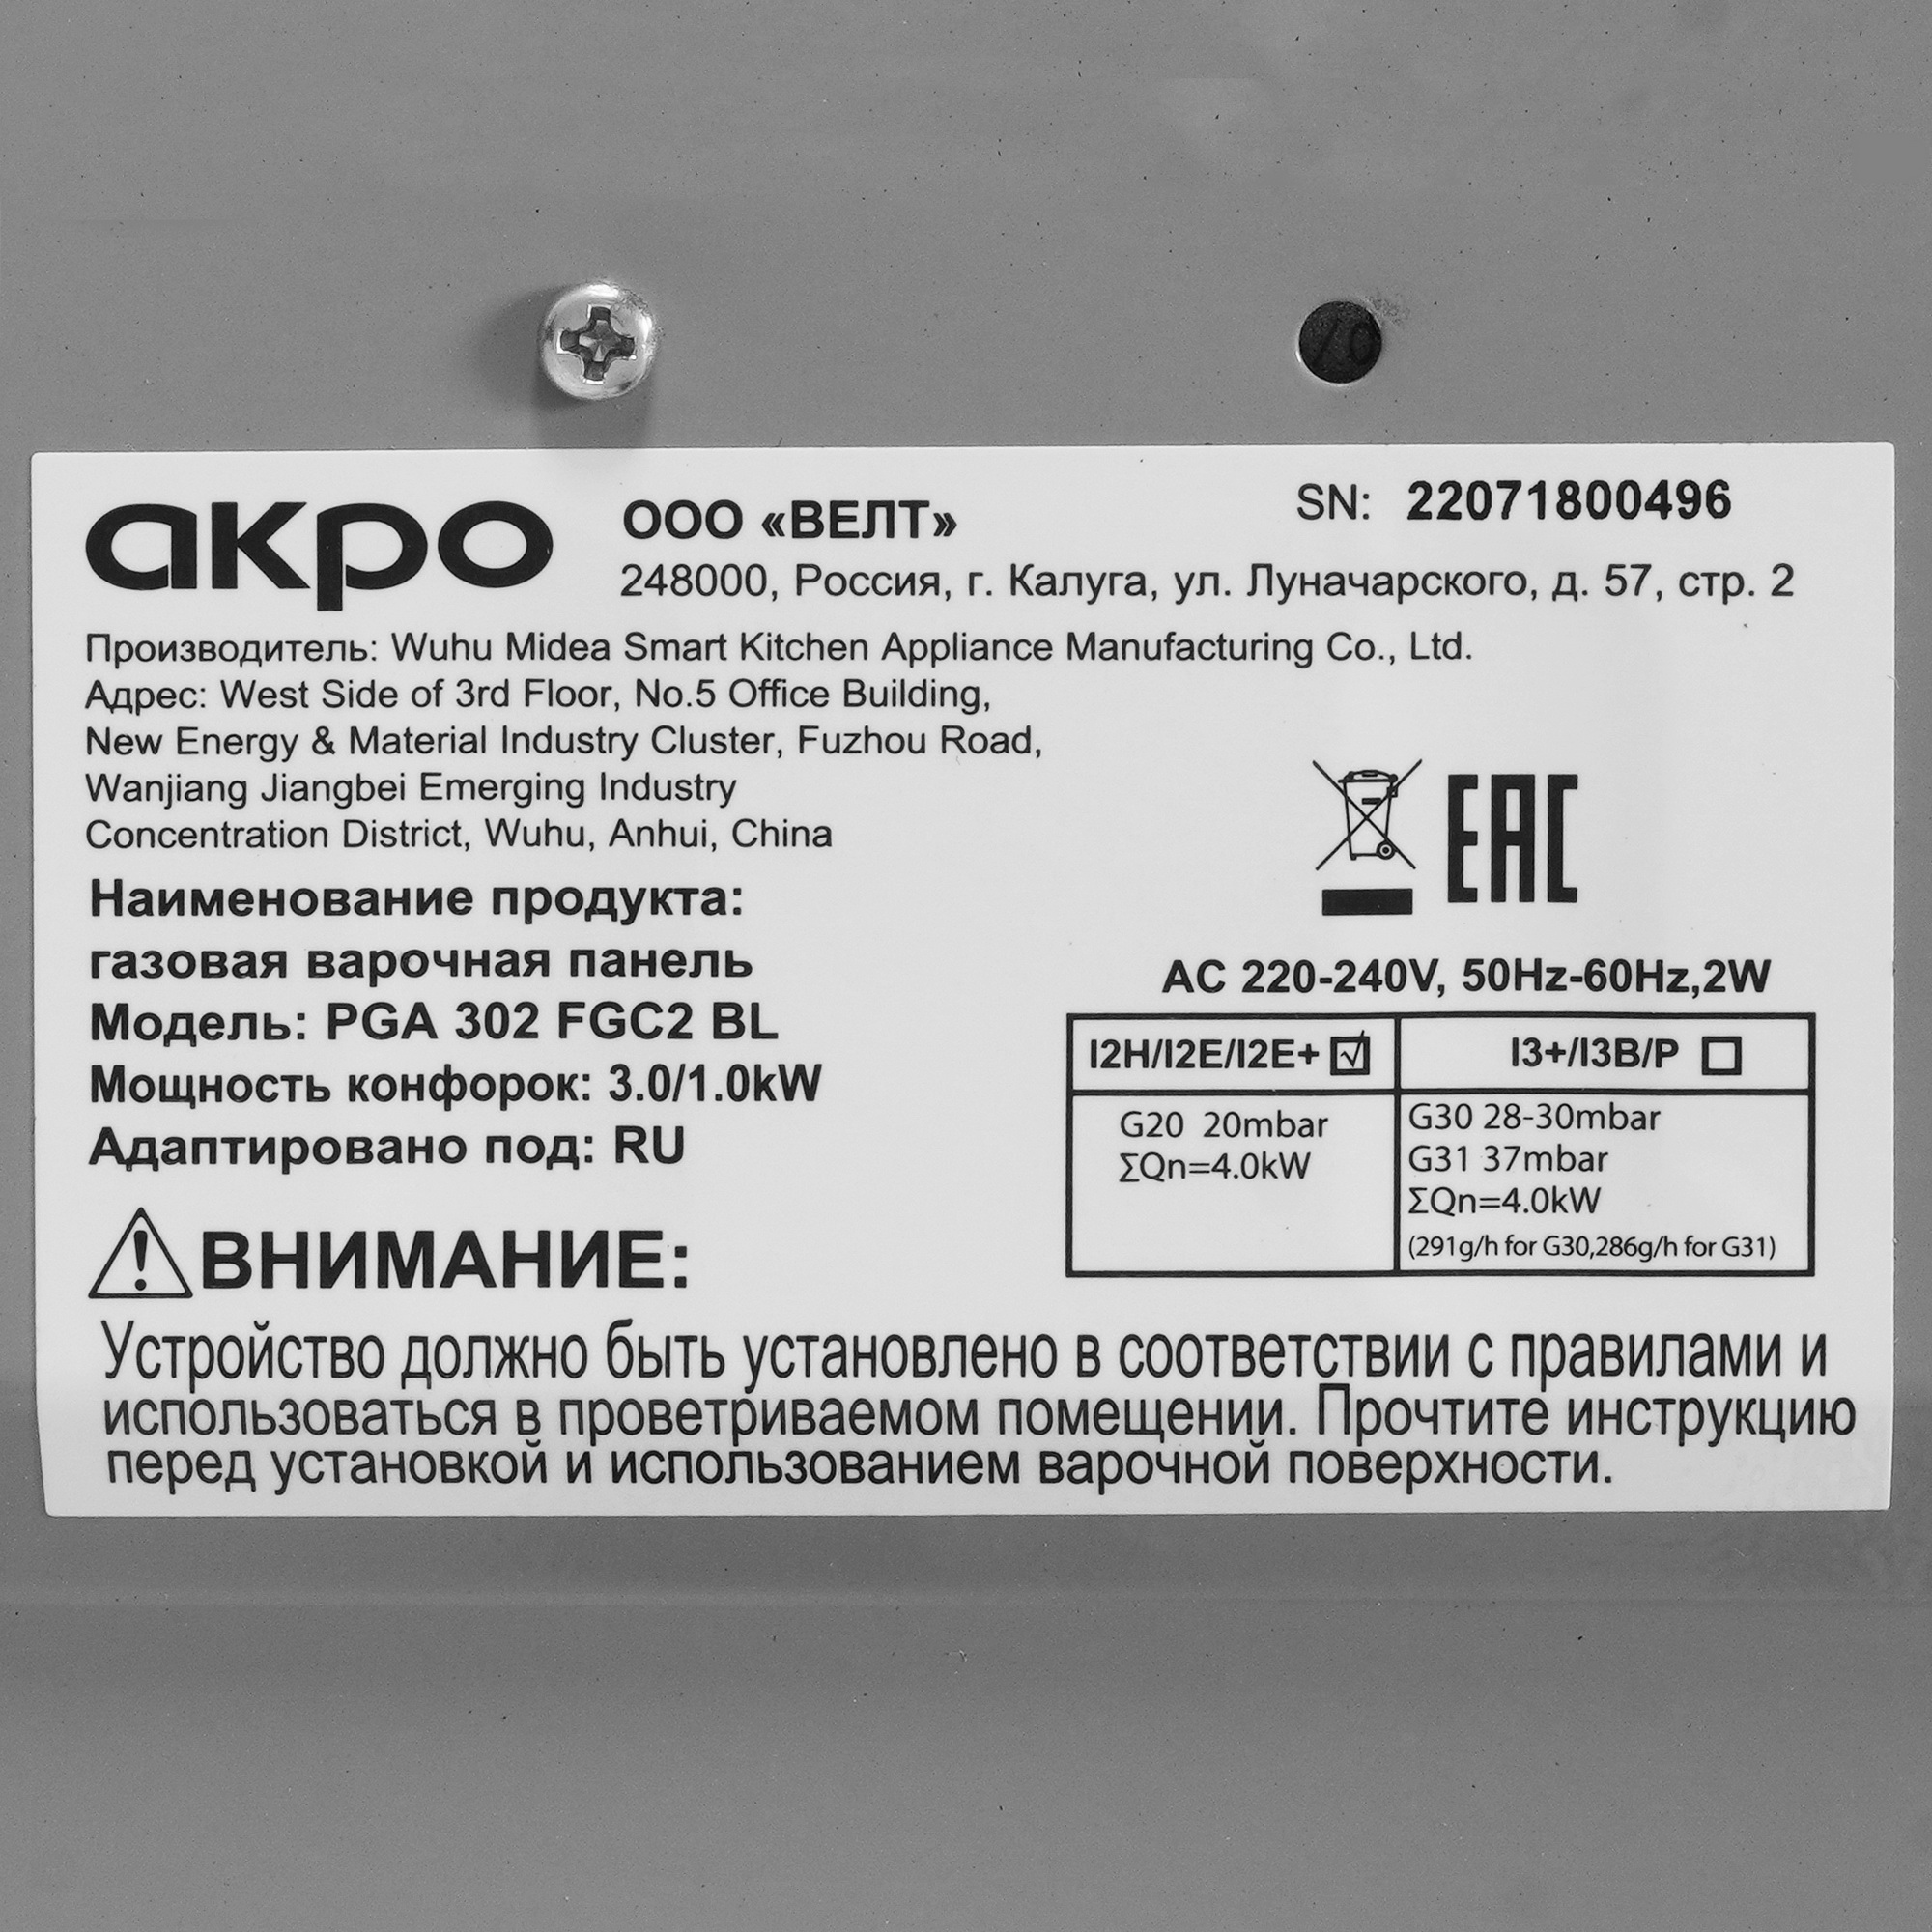 акро
ООО «ВЕЛТ»
SN: 22071800496
248000, Россия, г. Калуга, ул. Луначарского, д. 57, стр. 2
Производитель: Wuhu Midea Smart Kitchen Appliance Manufacturing Co., Ltd.
Адрес: West Side of 3rd Floor, No.5 Office Building,
New Energy & Material Industry Cluster, Fuzhou Road,
Wanjiang Jiangbei Emerging Industry
Concentration District, Wuhu, Anhui, China
EAC
Наименование продукта:
газовая варочная панель
Модель: PGA 302 FGC2 BL
Мощность конфорок: 3.0/1.0kW
Адаптировано под: RU
AC 220-240V, 50Hz-60Hz,2W
I2H/I2E/I2E+ ☑
G20 20mbar
ΣQn=4.0kW
I3+/I3B/P ☐
G30 28-30mbar
G31 37mbar
ΣQn=4.0kW
(291g/h for G30,286g/h for G31)
ВНИМАНИЕ:
Устройство должно быть установлено в соответствии с правилами и
использоваться в проветриваемом помещении. Прочтите инструкцию
перед установкой и использованием варочной поверхности.